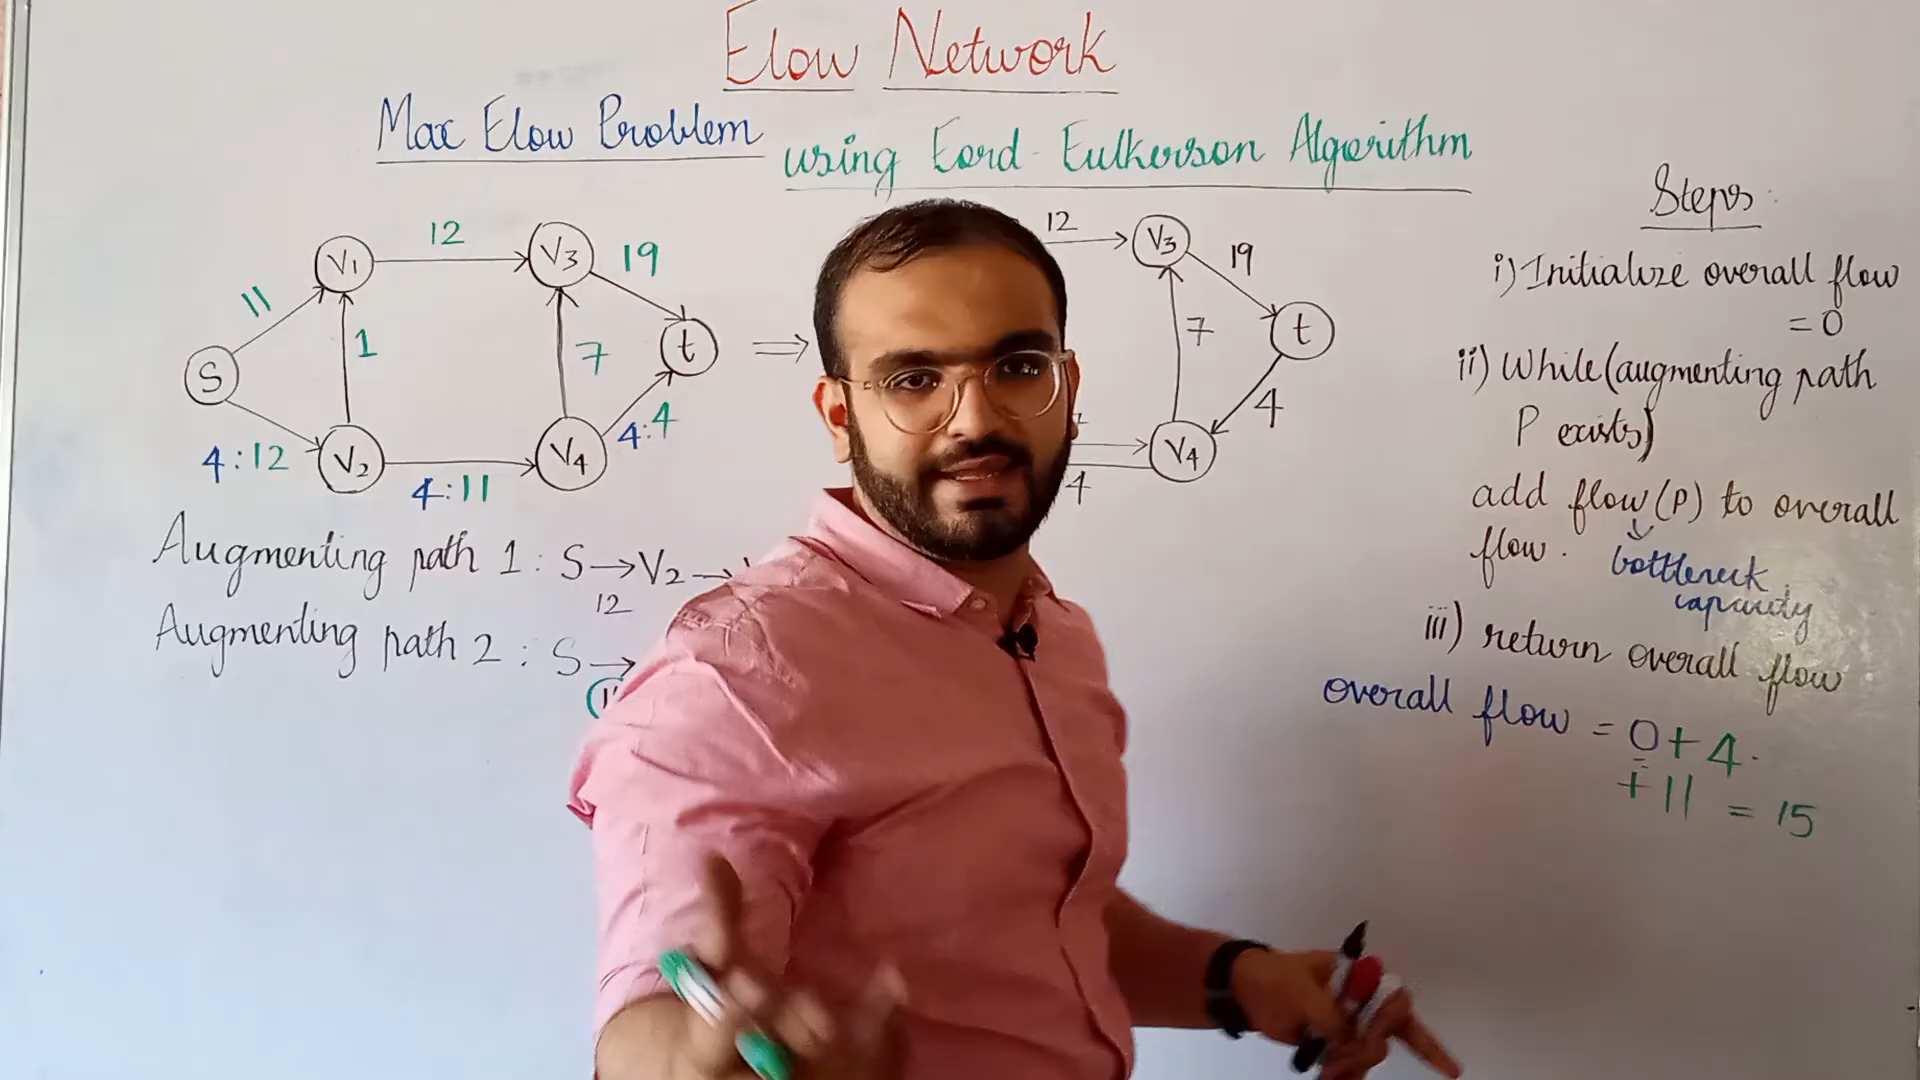 Flow Network
Max Flow Problem
using Ford-Fulkerson Algorithm
12
V1
V3
19
11
1
7
S
t
4:12
V2
4:11
V4
4:4
⇒
12
V3
19
7
t
4
V4
4
Augmenting path 1 : S→V2→
12
Augmenting path 2 : S→
Steps:
i) Initialize overall flow
= 0
ii) While (augmenting path
P exists)
add flow (P) to overall
flow.
bottleneck
capacity
iii) return overall flow
overall flow = 0 + 4
+ 11 = 15